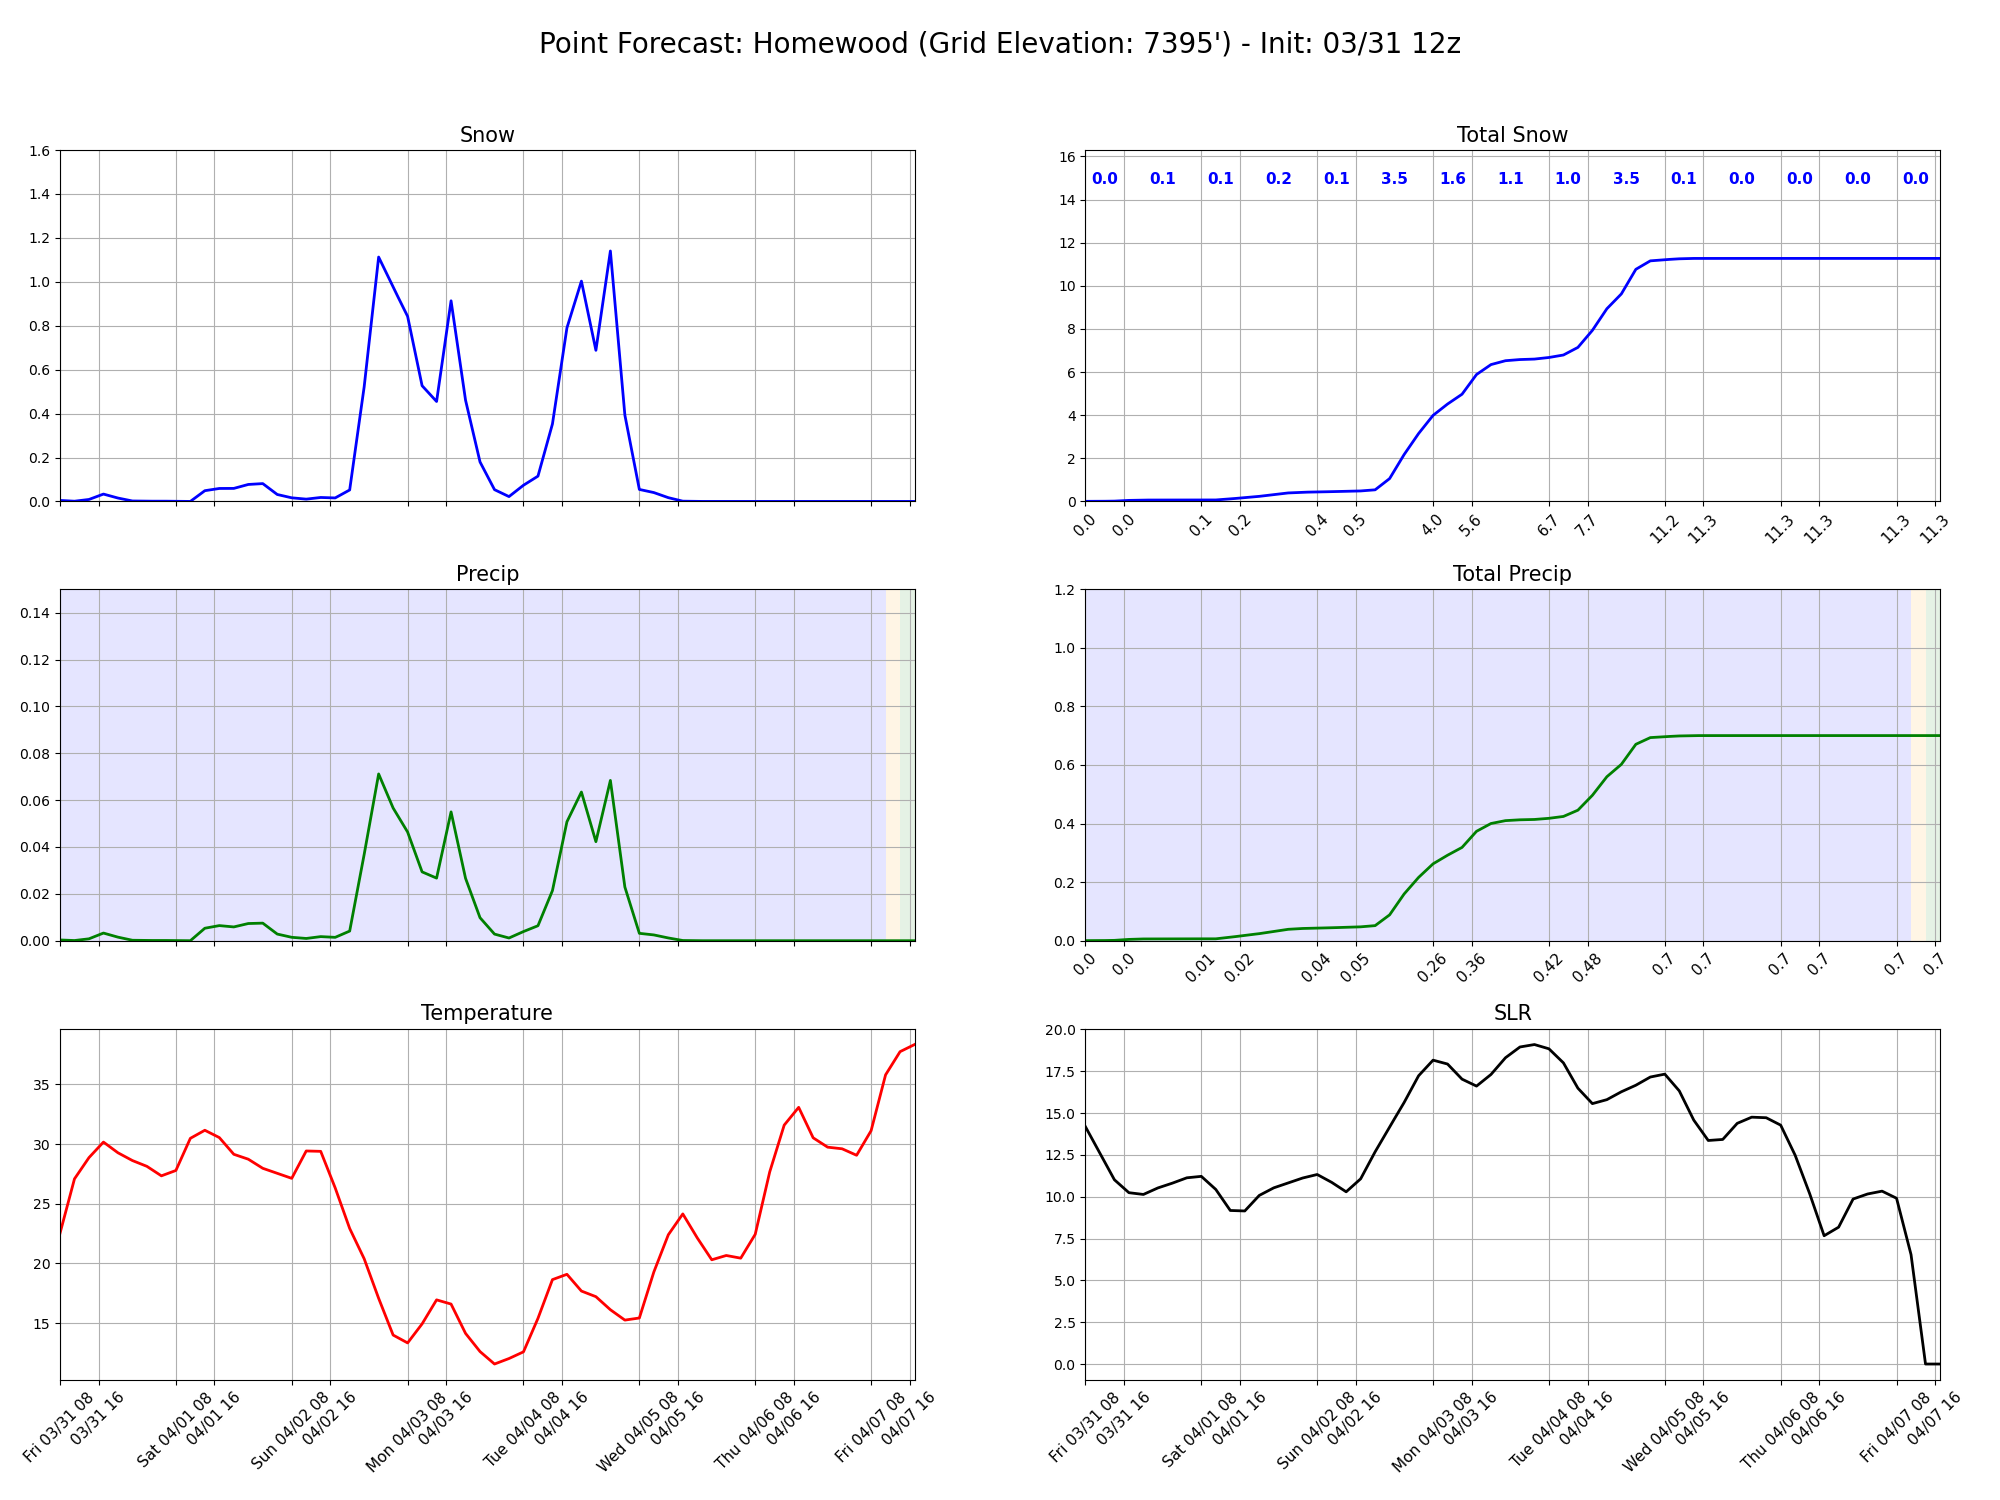 Point Forecast: Homewood (Grid Elevation: 7395') - Init: 03/31 12z
Snow
1.6
1.4
1.2
1.0
0.8
0.6
0.4
0.2
0.0
Total Snow
16
14
12
10
8
6
4
2
0
0.0 0.1 0.1 0.2 0.1 3.5 1.6 1.1 1.0 3.5 0.1 0.0 0.0 0.0 0.0
0.0 0.0 0.1 0.2 0.4 0.5 4.0 5.6 6.7 7.7 11.2 11.3 11.3 11.3 11.3 11.3
Precip
0.14
0.12
0.10
0.08
0.06
0.04
0.02
0.00
Total Precip
1.2
1.0
0.8
0.6
0.4
0.2
0.0
0.0 0.0 0.01 0.02 0.04 0.05 0.26 0.36 0.42 0.48 0.7 0.7 0.7 0.7 0.7 0.7
Temperature
35
30
25
20
15
Fri 03/31 08
03/31 16
Sat 04/01 08
04/01 16
Sun 04/02 08
04/02 16
Mon 04/03 08
04/03 16
Tue 04/04 08
04/04 16
Wed 04/05 08
04/05 16
Thu 04/06 08
04/06 16
Fri 04/07 08
04/07 16
SLR
20.0
17.5
15.0
12.5
10.0
7.5
5.0
2.5
0.0
Fri 03/31 08
03/31 16
Sat 04/01 08
04/01 16
Sun 04/02 08
04/02 16
Mon 04/03 08
04/03 16
Tue 04/04 08
04/04 16
Wed 04/05 08
04/05 16
Thu 04/06 08
04/06 16
Fri 04/07 08
04/07 16